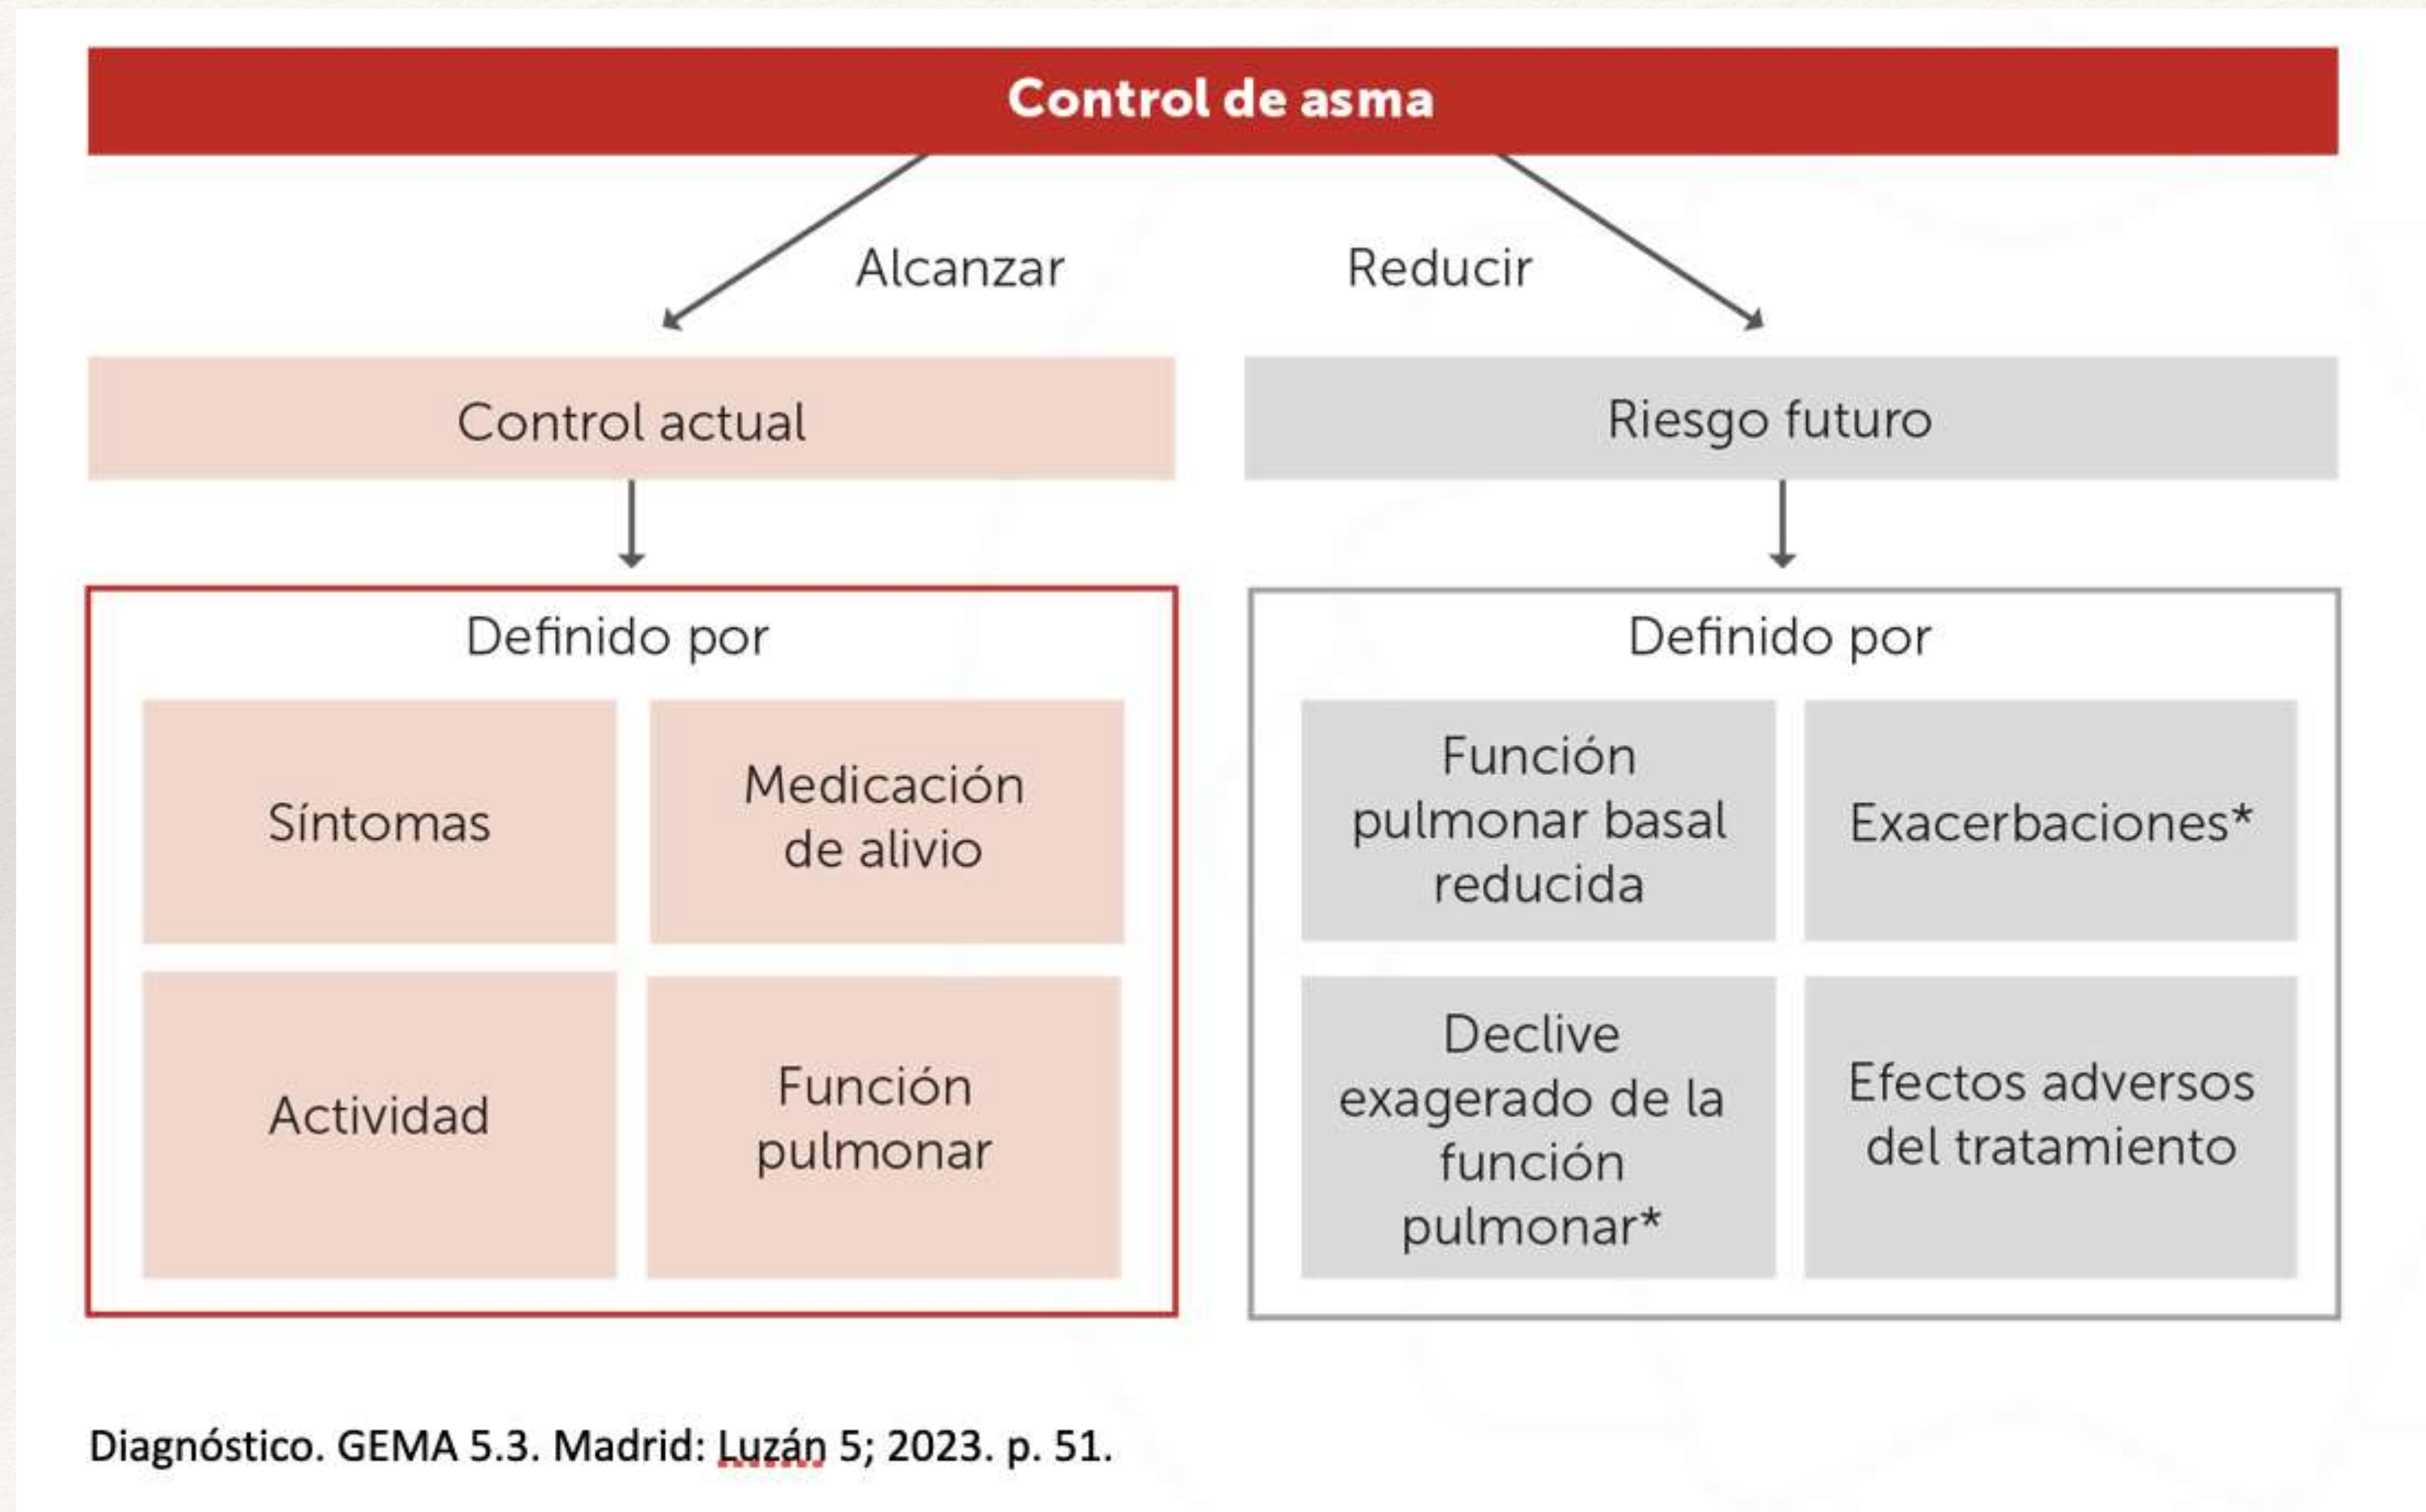 Control de asma
Alcanzar
Reducir
Control actual
Riesgo futuro
Definido por
Síntomas
Medicación
de alivio
Actividad
Función
pulmonar
Definido por
Función
pulmonar basal
reducida
Exacerbaciones*
Declive
exagerado de la
función
pulmonar*
Efectos adversos
del tratamiento
Diagnóstico. GEMA 5.3. Madrid: Luzán 5; 2023. p. 51.